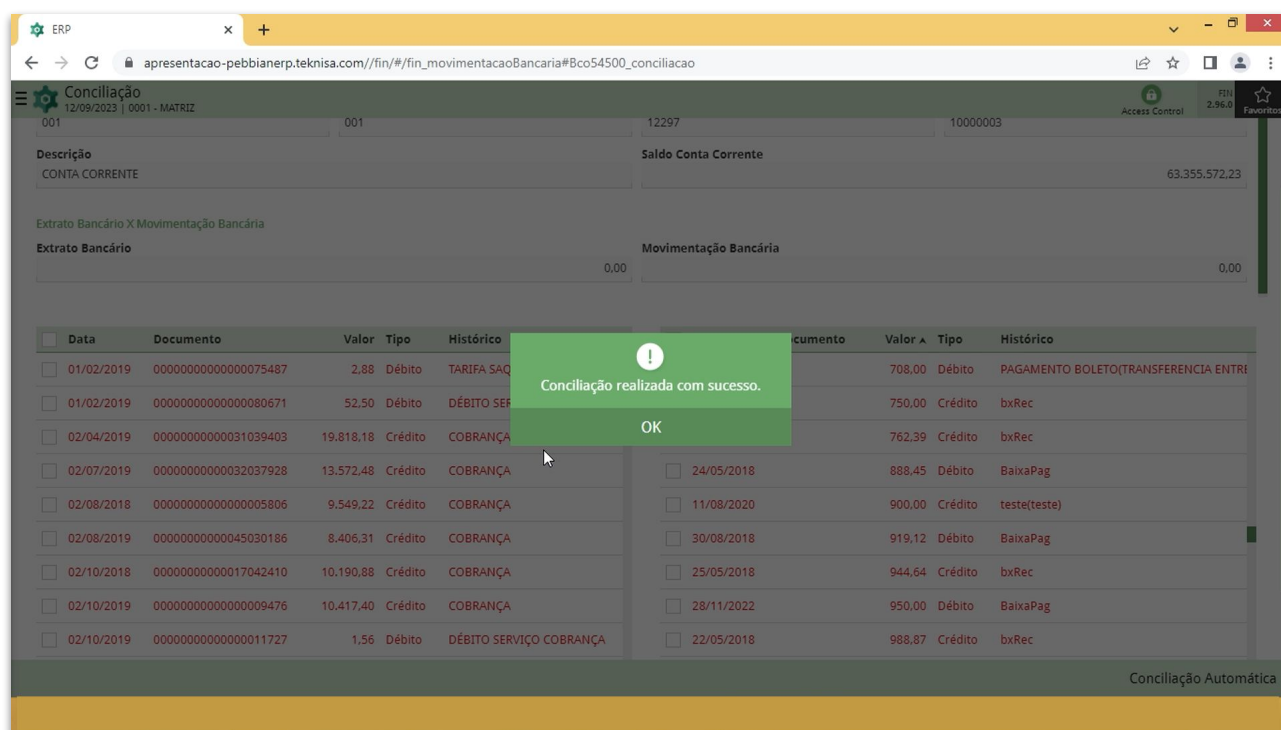 ERP
apresentacao-pebbianerp.teknisa.com//fin/#/fin_movimentacaoBancaria#Bco54500_conciliacao
Conciliação
12/09/2023 | 0001 - MATRIZ
Access Control
FIN
2.96.0
Favoritos
001 001 12297 10000003
Descrição Saldo Conta Corrente
CONTA CORRENTE 63.355.572,23
Extrato Bancário X Movimentação Bancária
Extrato Bancário Movimentação Bancária
0,00 0,00
Data Documento Valor Tipo Histórico cumento Valor Tipo Histórico
01/02/2019 00000000000000075487 2,88 Débito TARIFA SAQ 708,00 Débito PAGAMENTO BOLETO(TRANSFERENCIA ENTRE
01/02/2019 00000000000000080671 52,50 Débito DÉBITO SER 750,00 Crédito bxRec
02/04/2019 00000000000031039403 19.818,18 Crédito COBRANÇA 762,39 Crédito bxRec
Conciliação realizada com sucesso.
OK
02/07/2019 00000000000032037928 13.572,48 Crédito COBRANÇA 24/05/2018 888,45 Débito BaixaPag
02/08/2018 00000000000000005806 9.549,22 Crédito COBRANÇA 11/08/2020 900,00 Crédito teste(teste)
02/08/2019 00000000000045030186 8.406,31 Crédito COBRANÇA 30/08/2018 919,12 Débito BaixaPag
02/10/2018 00000000000017042410 10.190,88 Crédito COBRANÇA 25/05/2018 944,64 Crédito bxRec
02/10/2019 00000000000000009476 10.417,40 Crédito COBRANÇA 28/11/2022 950,00 Débito BaixaPag
02/10/2019 00000000000000011727 1,56 Débito DÉBITO SERVIÇO COBRANÇA 22/05/2018 988,87 Crédito bxRec
Conciliação Automática